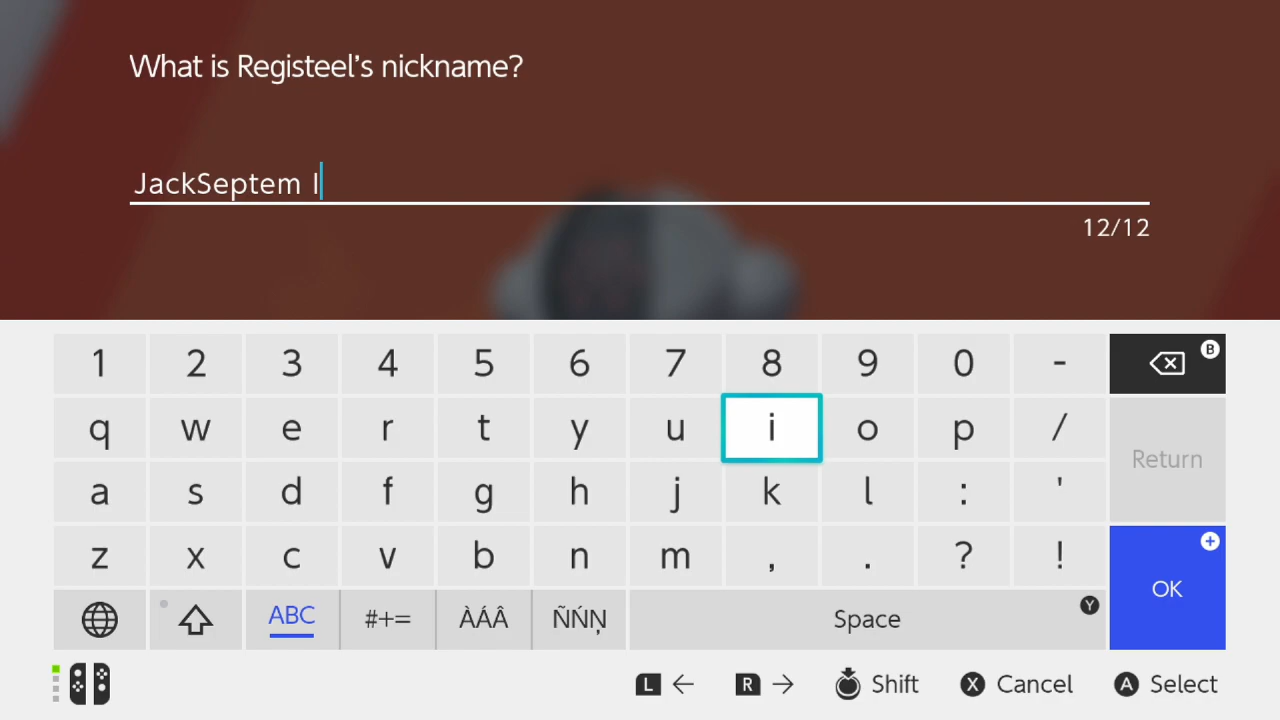 What is Registeel's nickname?
JackSeptem I
12/12
1 2 3 4 5 6 7 8 9 0 - B
q w e r t y u i o p / Return
a s d f g h j k l : '
z x c v b n m , . ? ! + OK
ABC #+= ÀÁÂ ÑŃŅ Space Y
L ← R → Shift X Cancel A Select